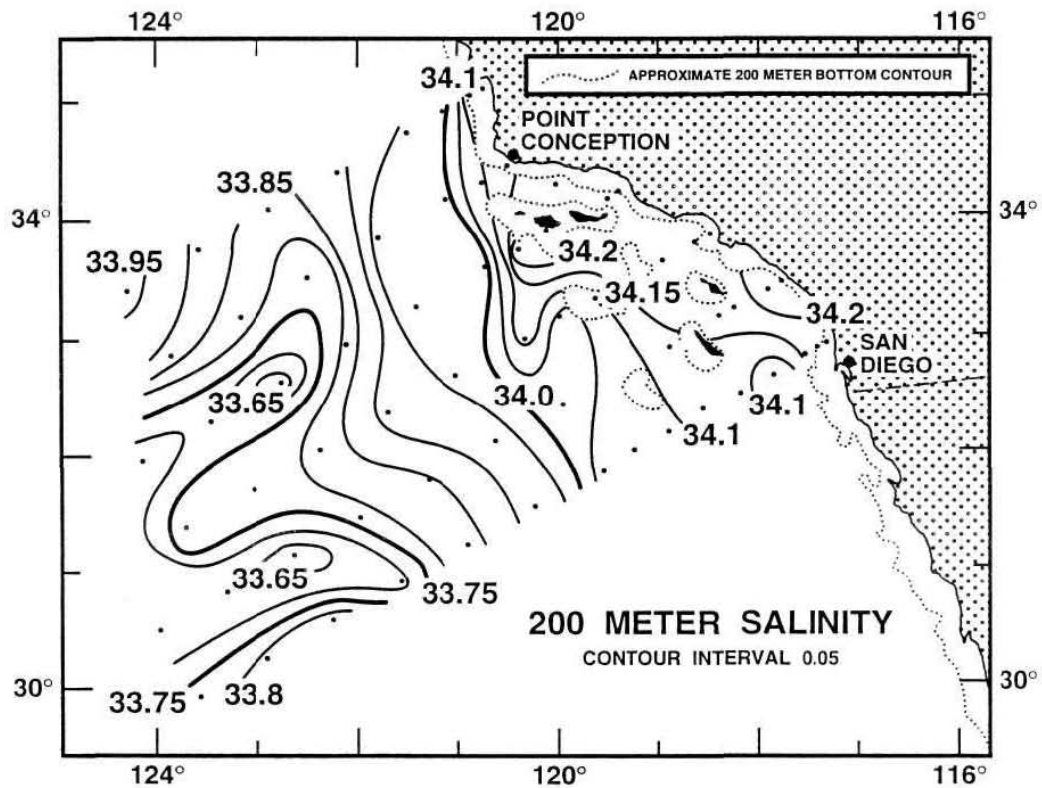 124° 120° 116°
34.1
APPROXIMATE 200 METER BOTTOM CONTOUR
POINT
CONCEPTION
33.85
34° 34°
33.95
34.2
34.15
34.2
SAN
DIEGO
33.65
34.0
34.1
34.1
33.65
33.75
200 METER SALINITY
CONTOUR INTERVAL 0.05
30° 30°
33.75
33.8
124° 120° 116°